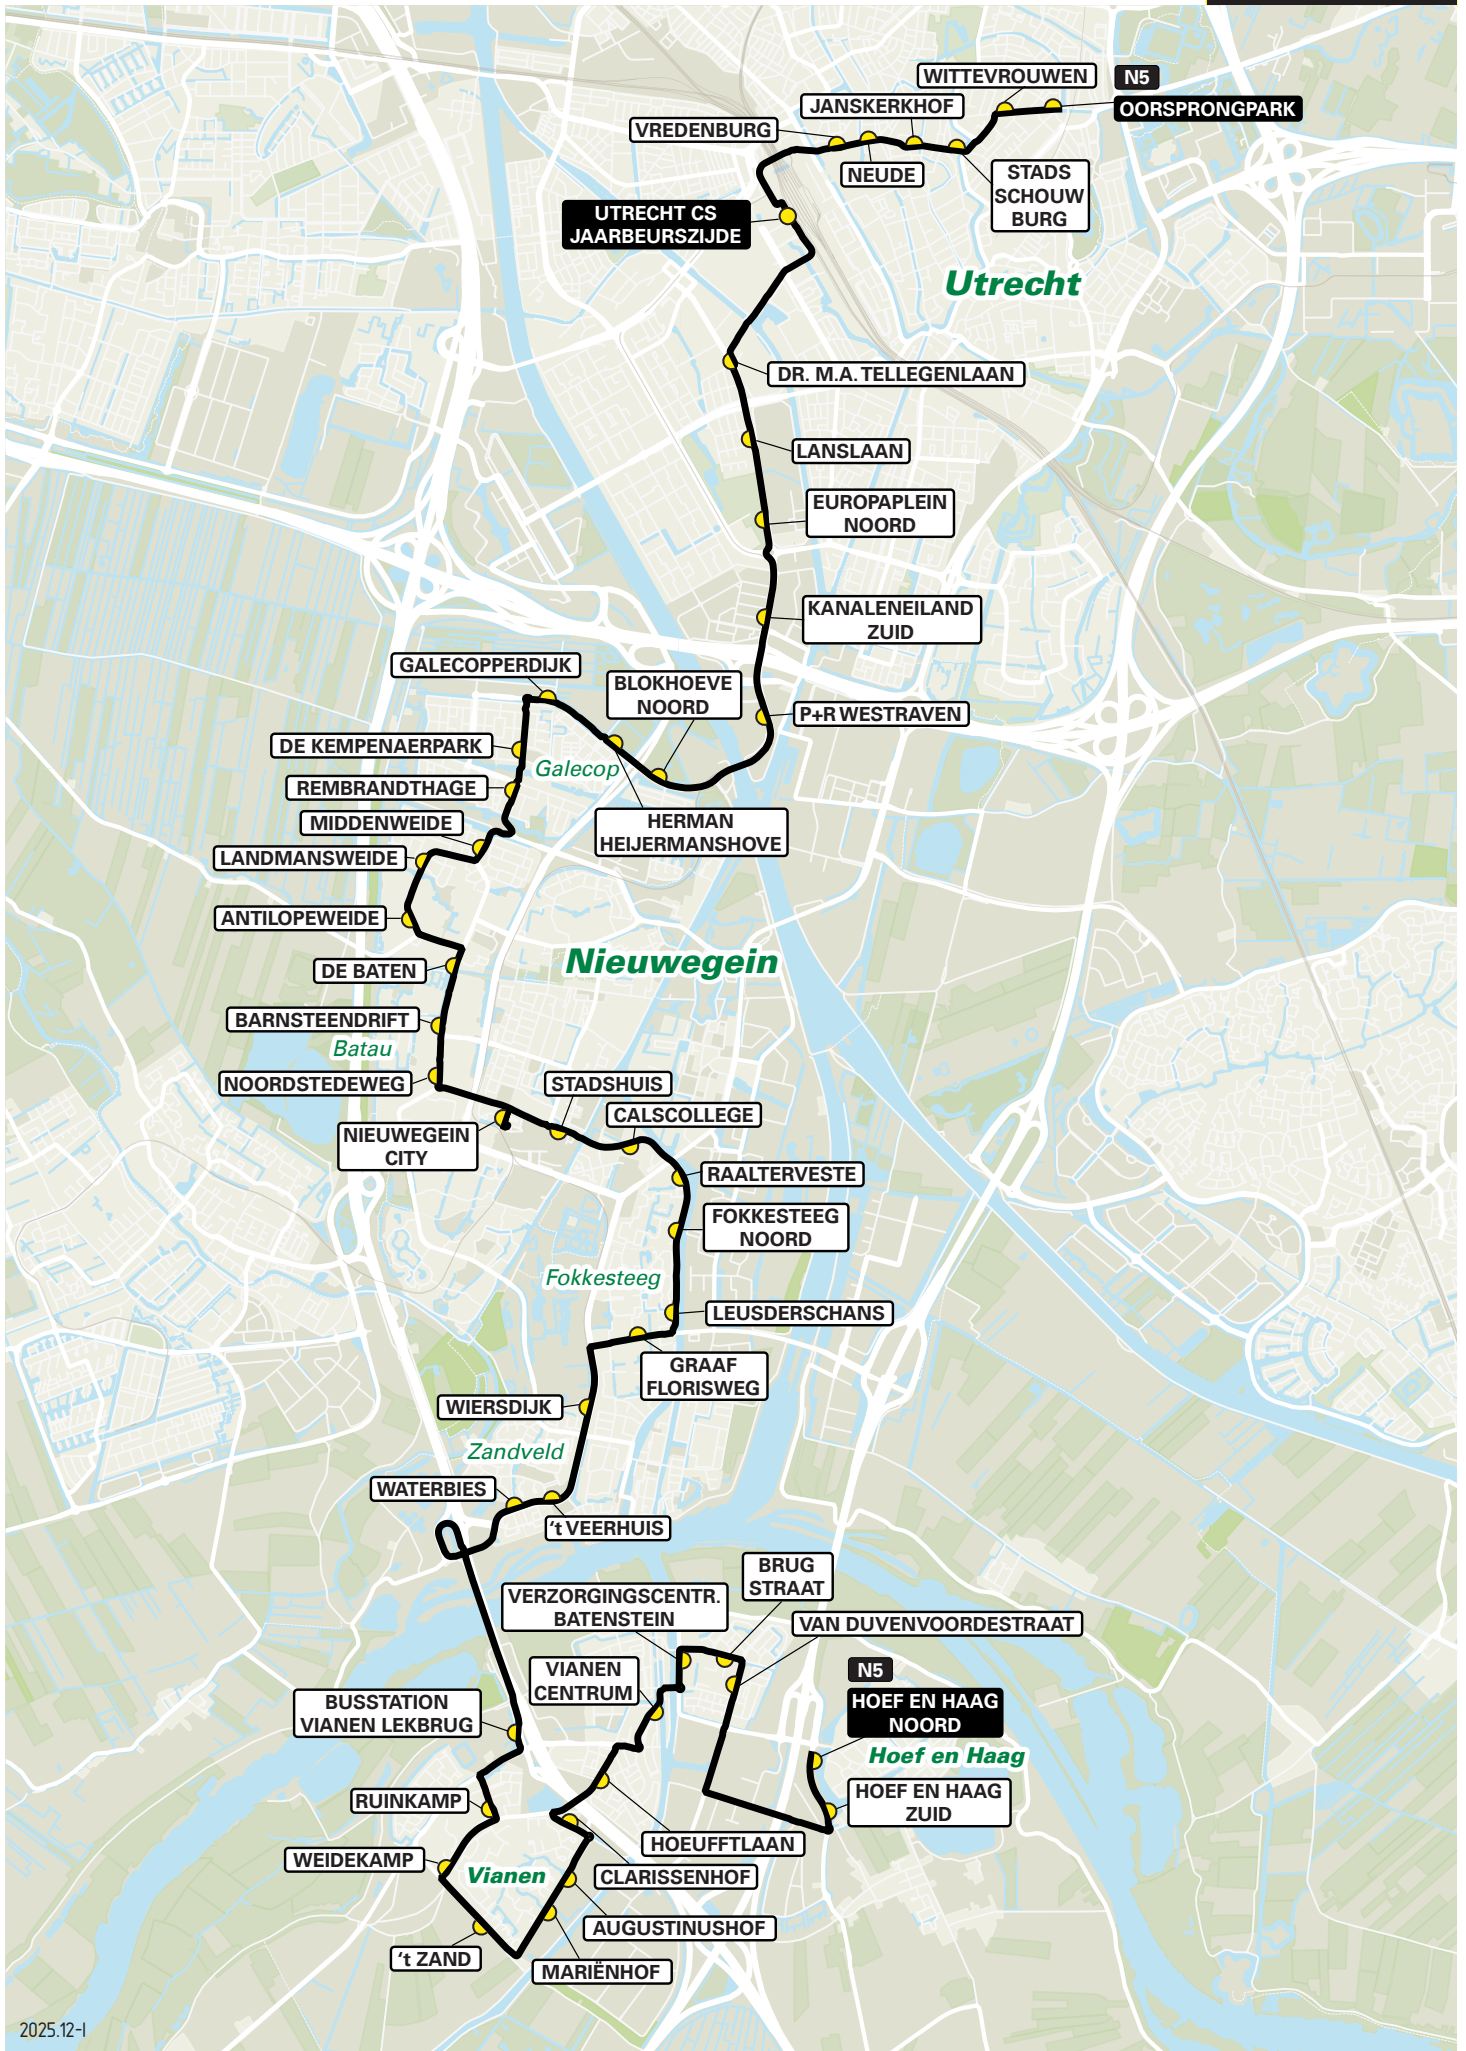 WITTEVROUWEN
N5
OORSPRONGPARK
JANSKERKHOF
VREDENBURG
NEUDE
STADS
SCHOUW
BURG
UTRECHT CS
JAARBEURSZIJDE
Utrecht
DR. M.A. TELLEGENLAAN
LANSLAAN
EUROPAPLEIN
NOORD
KANALENEILAND
ZUID
GALECOPPERDIJK
BLOKHOEVE
NOORD
P+R WESTRAVEN
DE KEMPENAERPARK
Galecop
REMBRANDTHAGE
HERMAN
HEIJERMANSHOVE
MIDDENWEIDE
LANDMANSWEIDE
ANTILOPEWEIDE
Nieuwegein
DE BATEN
BARNSTEENDRIFT
Batau
NOORDSTEDEWEG
STADSHUIS
CALSCOLLEGE
NIEUWEGEIN
CITY
RAALTERVESTE
FOKKESTEEG
NOORD
Fokkesteeg
LEUSDERSCHANS
GRAAF
FLORISWEG
WIERSDIJK
Zandveld
WATERBIES
‘t VEERHUIS
BRUG
STRAAT
VERZORGINGSCENTR.
BATENSTEIN
VAN DUVENVOORDESTRAAT
VIANEN
CENTRUM
N5
HOEF EN HAAG
NOORD
BUSSTATION
VIANEN LEKBRUG
Hoef en Haag
RUINKAMP
HOEF EN HAAG
ZUID
HOEUFFTLAAN
WEIDEKAMP
Vianen
CLARISSENHOF
AUGUSTINUSHOF
‘t ZAND
MARIËNHOF
2025.12-I